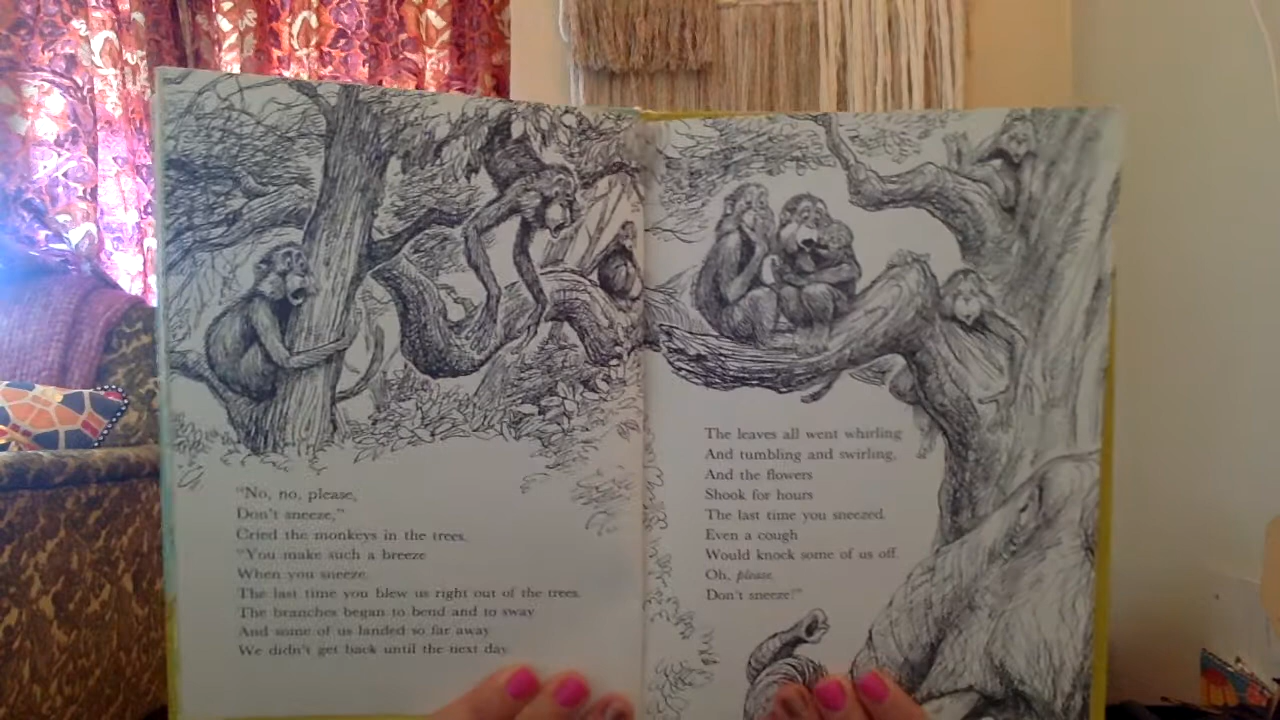 "No, no, please,
Don't sneeze,"
Cried the monkeys in the trees.
"You make such a breeze
When you sneeze.
The last time you blew us right out of the trees.
The branches began to bend and to sway
And some of us landed so far away
We didn't get back until the next day.
The leaves all went whirling
And tumbling and swirling,
And the flowers
Shook for hours
The last time you sneezed.
Even a cough
Would knock some of us off.
Oh, please,
Don't sneeze!"